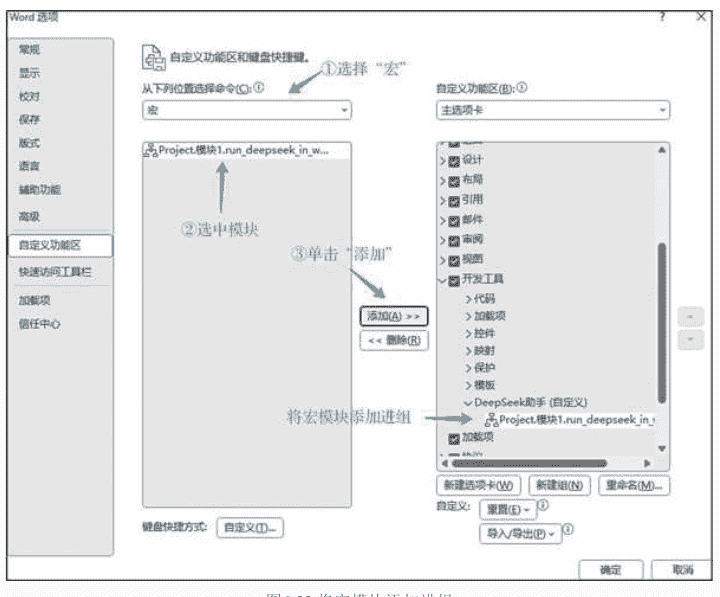 Word 选项
? ×
常规
显示
校对
保存
版式
语言
辅助功能
高级
自定义功能区
快速访问工具栏
加载项
信任中心
自定义功能区和键盘快捷键。
①选择“宏”
从下列位置选择命令(C):
宏
Project.模块1.run_deepseek_in_w...
②选中模块
③单击“添加”
添加(A) >>
<< 删除(R)
将宏模块添加进组
键盘快捷方式: 自定义(T)...
自定义功能区(B):
主选项卡
设计
布局
引用
邮件
审阅
视图
开发工具
代码
加载项
控件
映射
保护
模板
DeepSeek助手 (自定义)
Project.模块1.run_deepseek_in_
加载项
新建选项卡(W) 新建组(N) 重命名(M)...
自定义: 重置(E)
导入/导出(P)
确定 取消